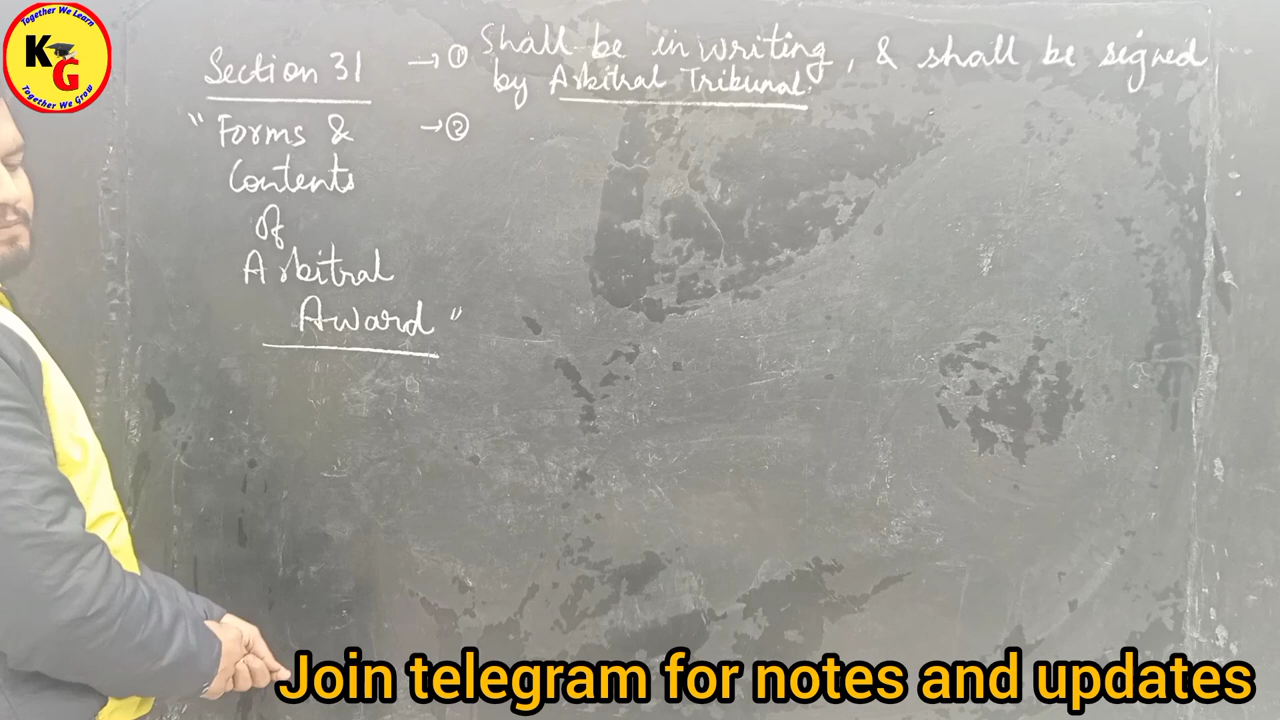 Together We Learn
KG
Together We Grow
Section 31 → ① Shall be in writing, & shall be signed
by Arbitral Tribunal.
"Forms & → ②
Contents
of
Arbitral
Award"
Join telegram for notes and updates